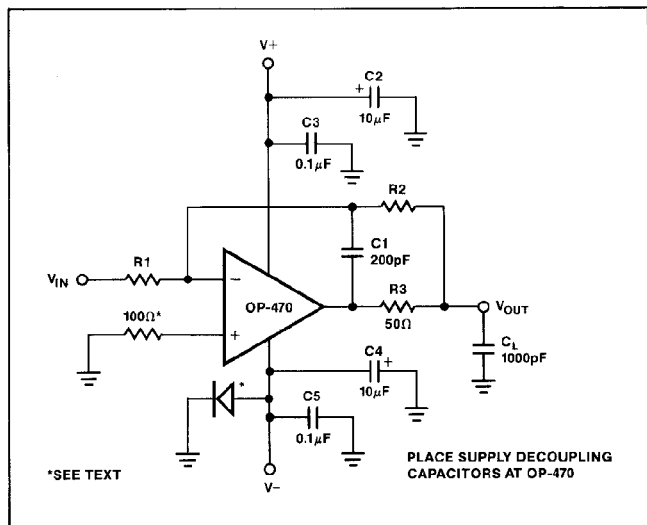 V+
C2
+
10μF
C3
0.1μF
R2
C1
200pF
R1
VIN
−
OP-470
R3
50Ω
VOUT
100Ω*
+
CL
1000pF
C4
+
10μF
*
C5
0.1μF
*SEE TEXT
V−
PLACE SUPPLY DECOUPLING
CAPACITORS AT OP-470